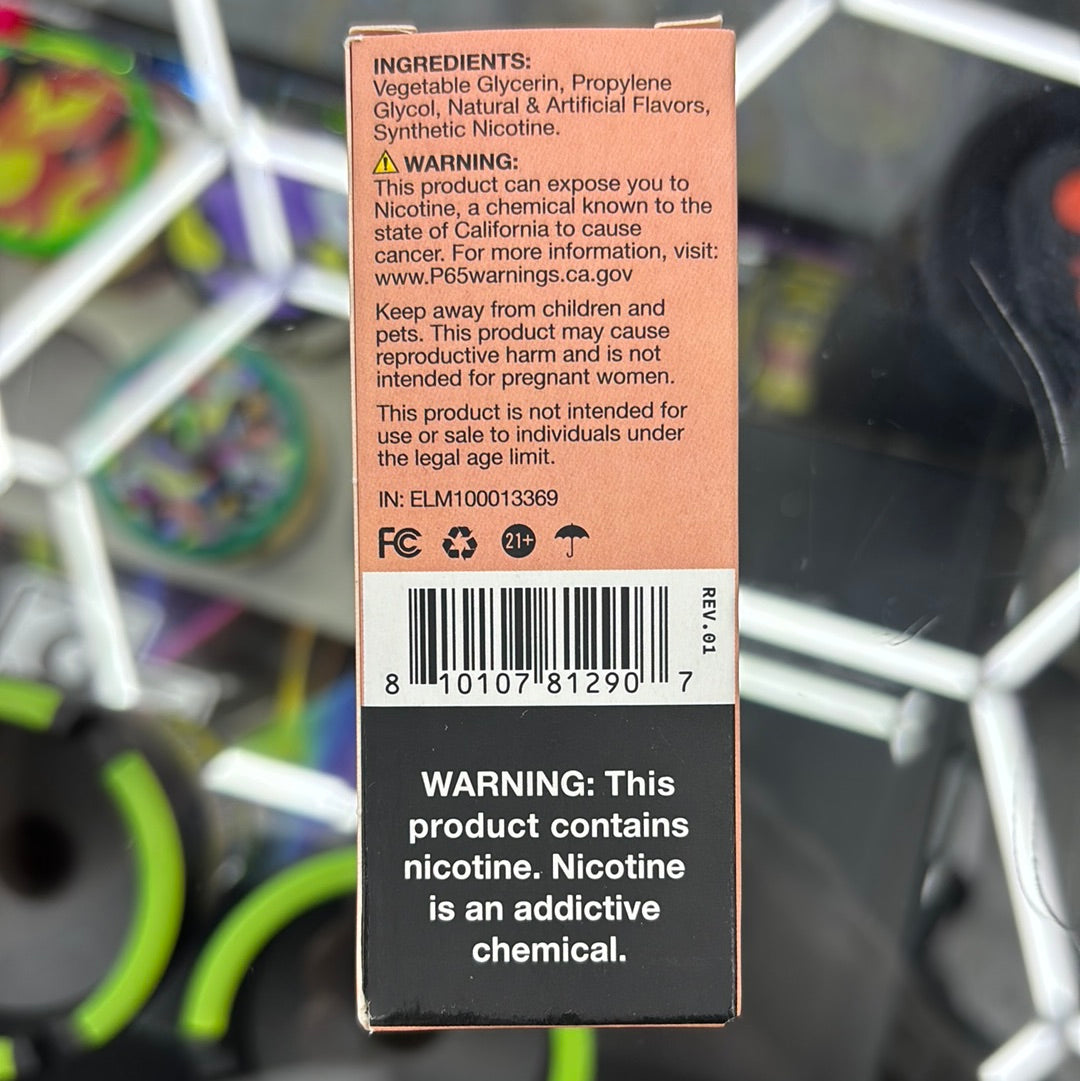 INGREDIENTS:
Vegetable Glycerin, Propylene
Glycol, Natural & Artificial Flavors,
Synthetic Nicotine.
WARNING:
This product can expose you to
Nicotine, a chemical known to the
state of California to cause
cancer. For more information, visit:
www.P65warnings.ca.gov
Keep away from children and
pets. This product may cause
reproductive harm and is not
intended for pregnant women.
This product is not intended for
use or sale to individuals under
the legal age limit.
IN: ELM100013369
FC 21+
REV.01
8 10107 81290 7
WARNING: This
product contains
nicotine. Nicotine
is an addictive
chemical.